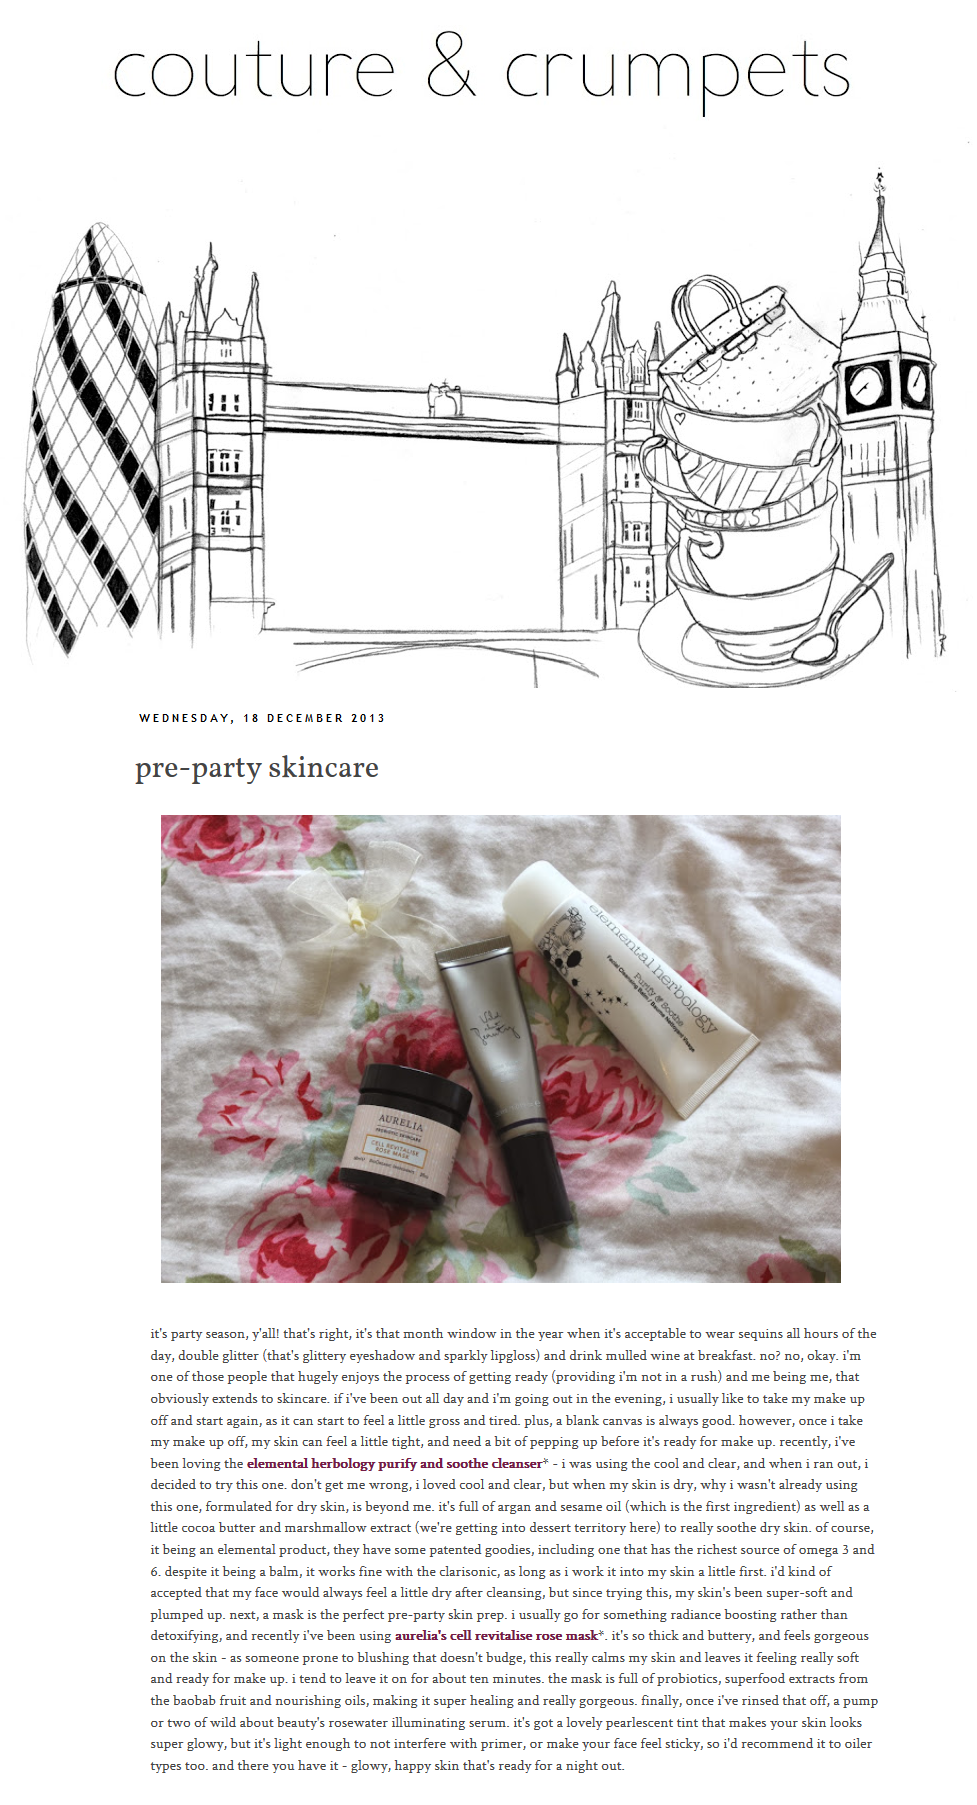 couture & crumpets
MCROSTIN
WEDNESDAY, 18 DECEMBER 2013
pre-party skincare
elemental herbology
Purify & Soothe
Facial Cleansing Balm / Baume Nettoyant Visage
AURELIA
PROBIOTIC SKINCARE
CELL REVITALISE
ROSE MASK
it's party season, y'all! that's right, it's that month window in the year when it's acceptable to wear sequins all hours of the
day, double glitter (that's glittery eyeshadow and sparkly lipgloss) and drink mulled wine at breakfast. no? no, okay. i'm
one of those people that hugely enjoys the process of getting ready (providing i'm not in a rush) and me being me, that
obviously extends to skincare. if i've been out all day and i'm going out in the evening, i usually like to take my make up
off and start again, as it can start to feel a little gross and tired. plus, a blank canvas is always good. however, once i take
my make up off, my skin can feel a little tight, and need a bit of pepping up before it's ready for make up. recently, i've
been loving the elemental herbology purify and soothe cleanser* - i was using the cool and clear, and when i ran out, i
decided to try this one. don't get me wrong, i loved cool and clear, but when my skin is dry, why i wasn't already using
this one, formulated for dry skin, is beyond me. it's full of argan and sesame oil (which is the first ingredient) as well as a
little cocoa butter and marshmallow extract (we're getting into dessert territory here) to really soothe dry skin. of course,
it being an elemental product, they have some patented goodies, including one that has the richest source of omega 3 and
6. despite it being a balm, it works fine with the clarisonic, as long as i work it into my skin a little first. i'd kind of
accepted that my face would always feel a little dry after cleansing, but since trying this, my skin's been super-soft and
plumped up. next, a mask is the perfect pre-party skin prep. i usually go for something radiance boosting rather than
detoxifying, and recently i've been using aurelia's cell revitalise rose mask*. it's so thick and buttery, and feels gorgeous
on the skin - as someone prone to blushing that doesn't budge, this really calms my skin and leaves it feeling really soft
and ready for make up. i tend to leave it on for about ten minutes. the mask is full of probiotics, superfood extracts from
the baobab fruit and nourishing oils, making it super healing and really gorgeous. finally, once i've rinsed that off, a pump
or two of wild about beauty's rosewater illuminating serum. it's got a lovely pearlescent tint that makes your skin looks
super glowy, but it's light enough to not interfere with primer, or make your face feel sticky, so i'd recommend it to oiler
types too. and there you have it - glowy, happy skin that's ready for a night out.